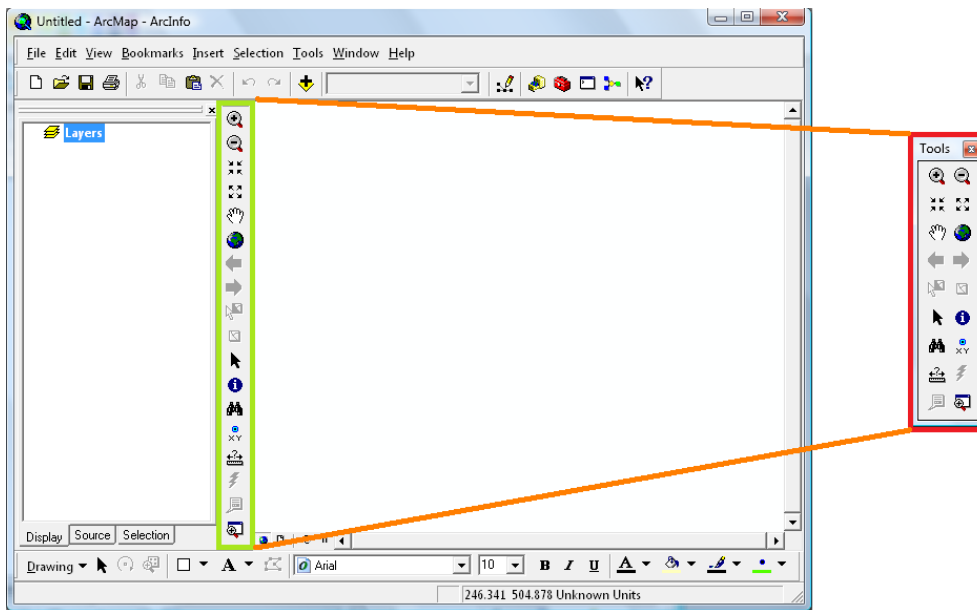 Untitled - ArcMap - ArcInfo
File Edit View Bookmarks Insert Selection Tools Window Help
Layers
XY
Tools
XY
Display Source Selection
Drawing A Arial 10 B I U A
246.341 504.878 Unknown Units